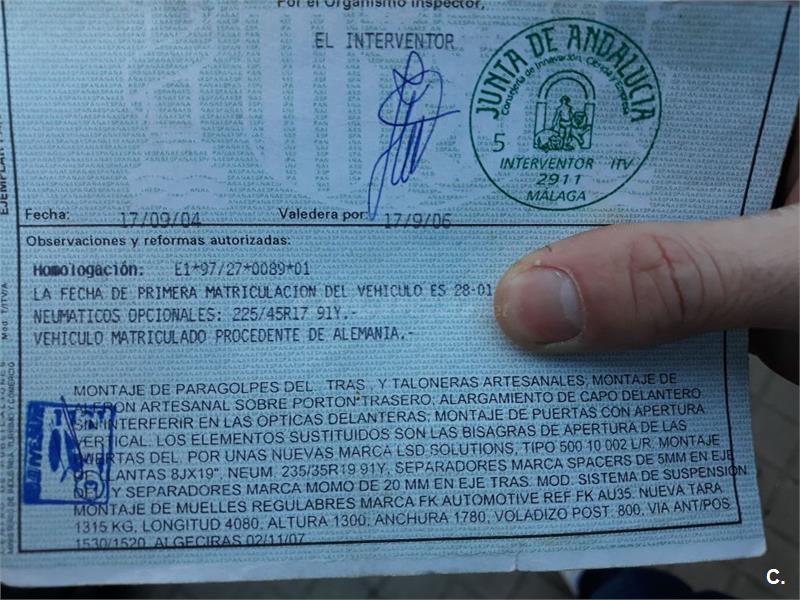 Por el Organismo Inspector,
EL INTERVENTOR
JUNTA DE ANDALUCIA
Consejería de Innovación, Ciencia y Empresa
5
INTERVENTOR ITV
2911
MÁLAGA
Fecha: 17/09/04 Valedera por: 17/9/06
Observaciones y reformas autorizadas:
Homologación: E1*97/27*0089*01
LA FECHA DE PRIMERA MATRICULACION DEL VEHICULO ES 28-01
NEUMATICOS OPCIONALES: 225/45R17 91Y.-
VEHICULO MATRICULADO PROCEDENTE DE ALEMANIA.-
MONTAJE DE PARAGOLPES DEL TRAS Y TALONERAS ARTESANALES; MONTAJE DE
ALERON ARTESANAL SOBRE PORTON TRASERO; ALARGAMIENTO DE CAPO DELANTERO
SIN INTERFERIR EN LAS OPTICAS DELANTERAS; MONTAJE DE PUERTAS CON APERTURA
VERTICAL. LOS ELEMENTOS SUSTITUIDOS SON LAS BISAGRAS DE APERTURA DE LAS
PUERTAS DEL. POR UNAS NUEVAS MARCA LSD SOLUTIONS, TIPO 500 10 002 L/R; MONTAJE
LLANTAS 8JX19", NEUM. 235/35R19 91Y, SEPARADORES MARCA SPACERS DE 5MM EN EJE
Y SEPARADORES MARCA MOMO DE 20 MM EN EJE TRAS. MOD. SISTEMA DE SUSPENSION
MONTAJE DE MUELLES REGULABRES MARCA FK AUTOMOTIVE REF FK AU35. NUEVA TARA
1315 KG, LONGITUD 4080, ALTURA 1300, ANCHURA 1780, VOLADIZO POST. 800, VIA ANT/POS
1530/1520. ALGECIRAS 02/11/07
C.